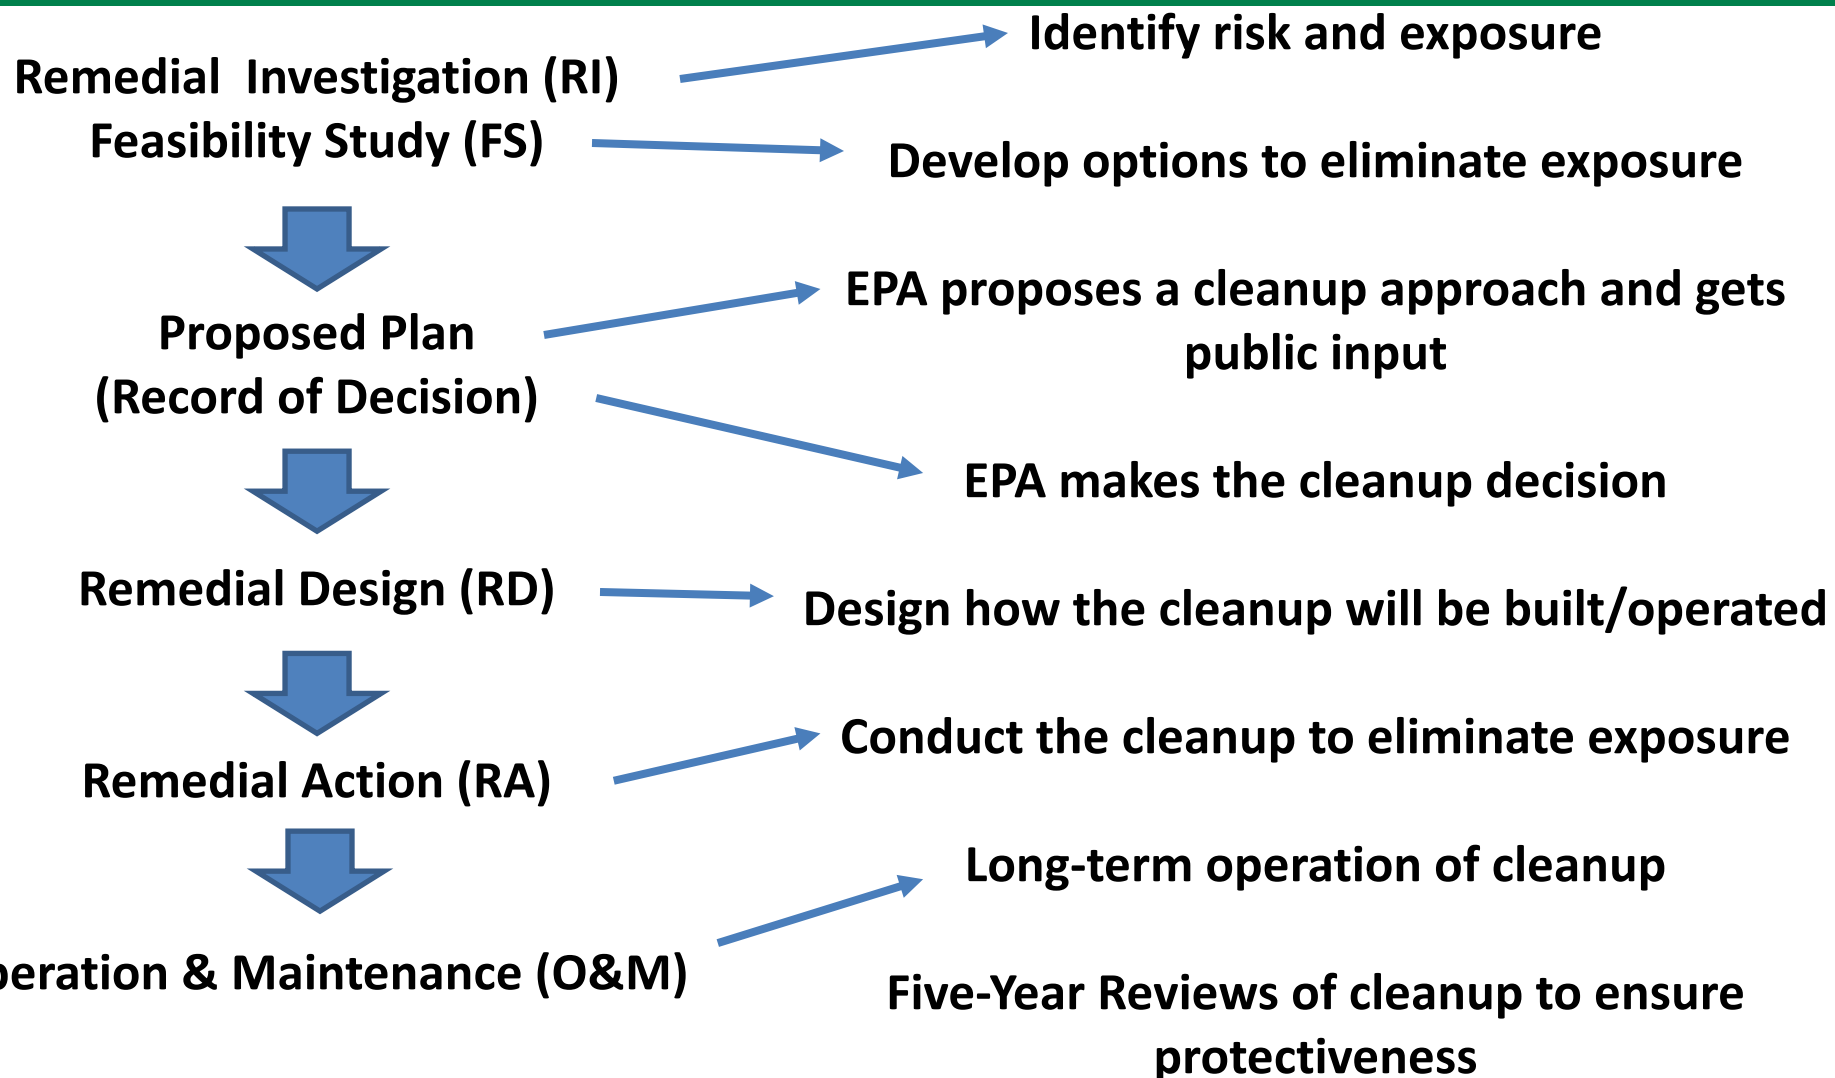 Remedial  Investigation (RI)
Feasibility Study (FS)
Proposed Plan
(Record of Decision)
Remedial Design (RD)
Remedial Action (RA)
peration & Maintenance (O&M)
Identify risk and exposure
Develop options to eliminate exposure
EPA proposes a cleanup approach and gets
public input
EPA makes the cleanup decision
Design how the cleanup will be built/operated
Conduct the cleanup to eliminate exposure
Long-term operation of cleanup
Five-Year Reviews of cleanup to ensure
protectiveness